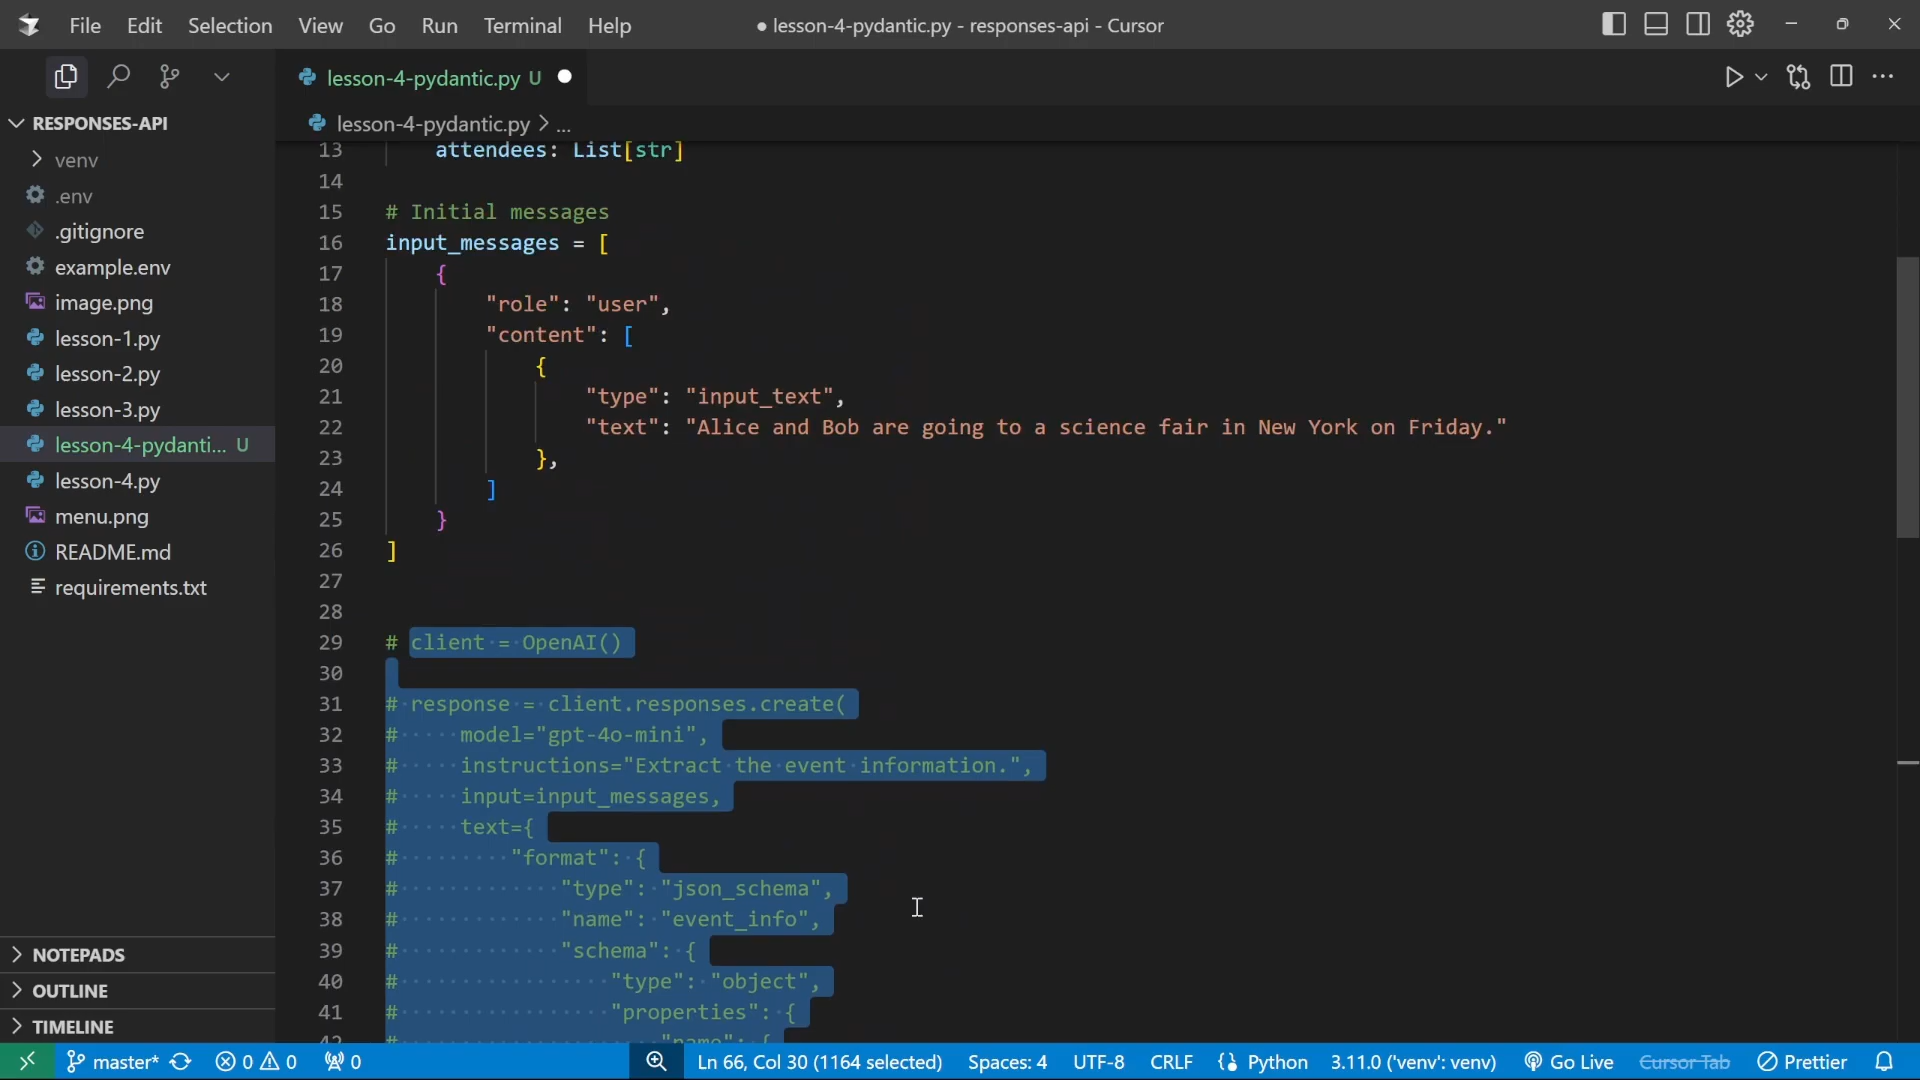 File Edit Selection View Go Run Terminal Help
● lesson-4-pydantic.py - responses-api - Cursor
lesson-4-pydantic.py U
RESPONSES-API
lesson-4-pydantic.py > ...
venv
.env
.gitignore
example.env
image.png
lesson-1.py
lesson-2.py
lesson-3.py
lesson-4-pydanti... U
lesson-4.py
menu.png
README.md
requirements.txt
NOTEPADS
OUTLINE
TIMELINE
13 attendees: List[str]
14
15 # Initial messages
16 input_messages = [
17 {
18 "role": "user",
19 "content": [
20 {
21 "type": "input_text",
22 "text": "Alice and Bob are going to a science fair in New York on Friday."
23 },
24 ]
25 }
26 ]
27
28
29 # client = OpenAI()
30
31 # response = client.responses.create(
32 # model="gpt-4o-mini",
33 # instructions="Extract the event information.",
34 # input=input_messages,
35 # text={
36 # "format": {
37 # "type": "json_schema",
38 # "name": "event_info",
39 # "schema": {
40 # "type": "object",
41 # "properties": {
42 # "name": {
master* 0 0 0 Ln 66, Col 30 (1164 selected) Spaces: 4 UTF-8 CRLF Python 3.11.0 ('venv': venv) Go Live Cursor Tab Prettier